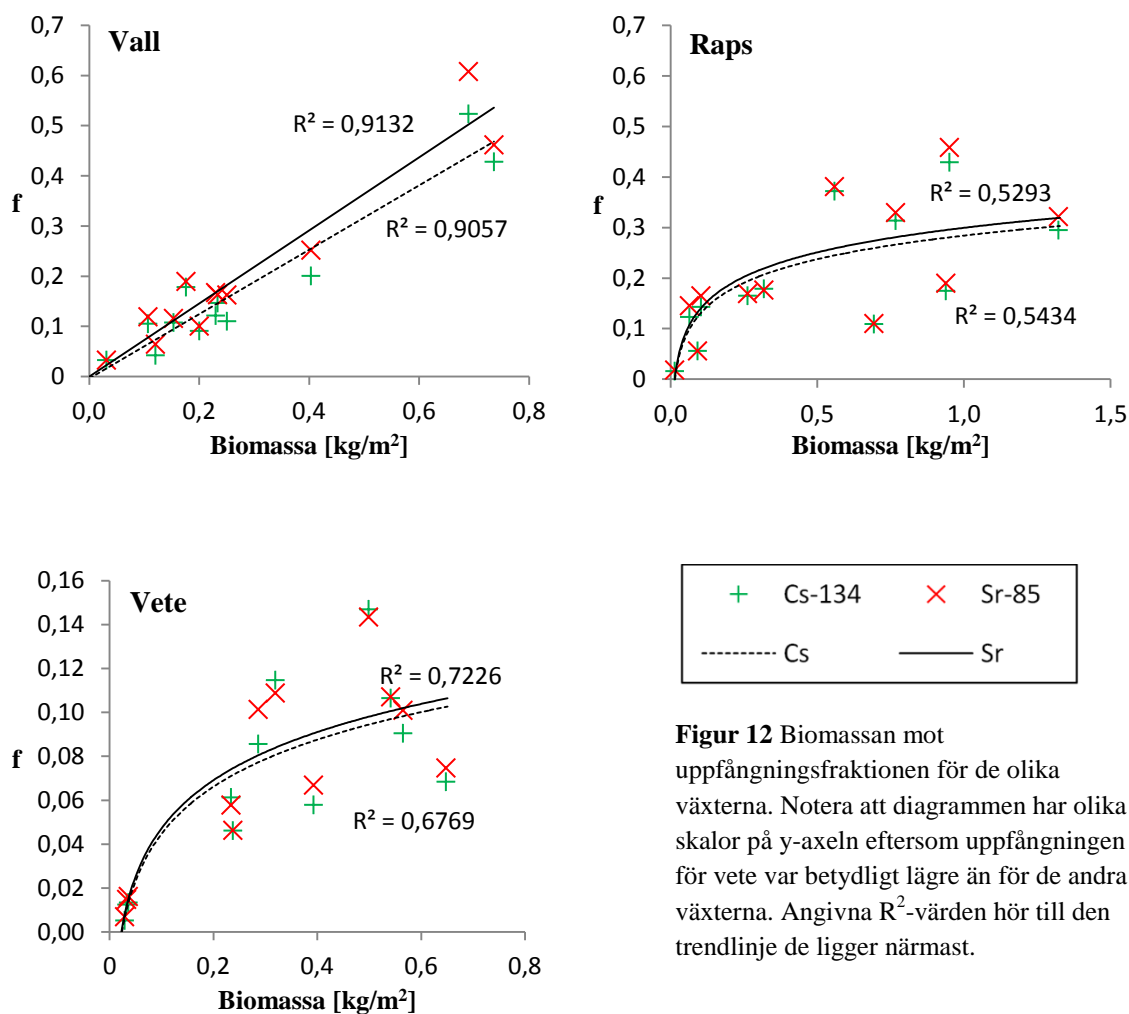 Vall
0,7
0,6
0,5
0,4
0,3
0,2
0,1
0
f
R² = 0,9132
R² = 0,9057
0,0 0,2 0,4 0,6 0,8
Biomassa [kg/m²]
Raps
0,7
0,6
0,5
0,4
0,3
0,2
0,1
0
f
R² = 0,5293
R² = 0,5434
0,0 0,5 1,0 1,5
Biomassa [kg/m²]
Vete
0,16
0,14
0,12
0,10
0,08
0,06
0,04
0,02
0,00
f
R² = 0,7226
R² = 0,6769
0 0,2 0,4 0,6 0,8
Biomassa [kg/m²]
Cs-134 Sr-85
Cs Sr
Figur 12 Biomassan mot
uppfångningsfraktionen för de olika
växterna. Notera att diagrammen har olika
skalor på y-axeln eftersom uppfångningen
för vete var betydligt lägre än för de andra
växterna. Angivna R²-värden hör till den
trendlinje de ligger närmast.